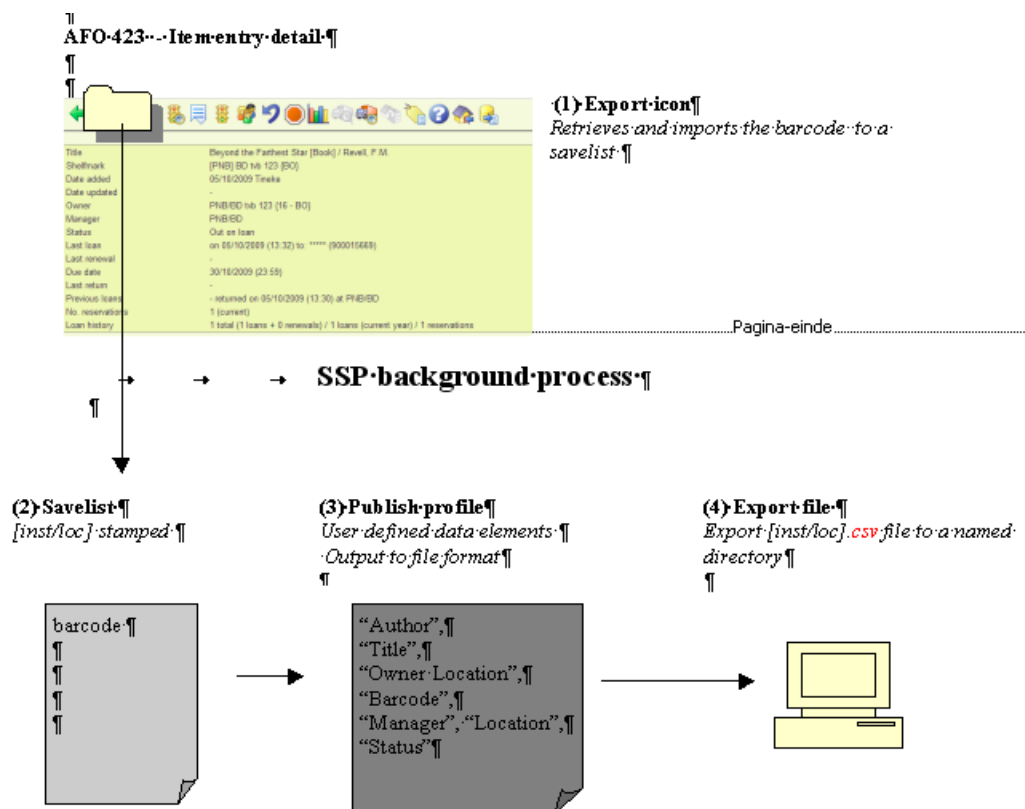 ¶
AFO·423··-·Item·entry·detail·¶
¶
¶
·(1)·Export·icon¶
Retrieves·and·imports·the·barcode··to·a·
savelist·¶
Title Beyond the Farthest Star [Book] / Revell, F.M.
Shelfmark [PNB] BD tvb 123 {BO}
Date added 05/10/2009 Tineke
Date updated -
Owner PNB/BD tvb 123 (16 - BO)
Manager PNB/BD
Status Out on loan
Last loan on 05/10/2009 (13:32) to: ***** (900015669)
Last renewal -
Due date 30/10/2009 (23:59)
Last return -
Previous loans - returned on 05/10/2009 (13:30) at PNB/BD
No. reservations 1 (current)
Loan history 1 total (1 loans + 0 renewals) / 1 loans (current year) / 1 reservations
Pagina-einde
→ → → SSP·background·process·¶
¶
(2)·Savelist·¶
[inst/loc]·stamped·¶
(3)·Publish·profile¶
User·defined·data·elements·¶
·Output·to·file·format¶
¶
(4)·Export·file·¶
Export·[inst/loc].csv·file·to·a·named·
directory¶
¶
barcode·¶
¶
¶
¶
¶
“Author”,¶
“Title”,¶
“Owner·Location”,¶
“Barcode”,¶
“Manager”,·“Location”,¶
“Status”¶